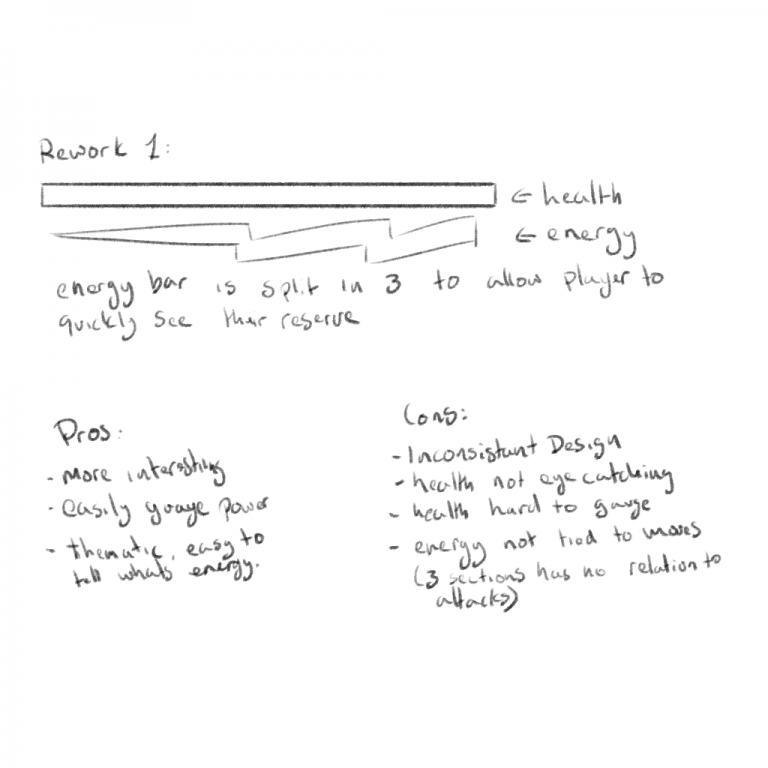 Rework 1:
← health
← energy
energy bar is split in 3 to allow player to
quickly see their reserve
Pros:
- more interesting
- easily guage power
- thematic, easy to
tell whats energy.
Cons:
- Inconsistant Design
- health not eye catching
- health hard to gauge
- energy not tied to moves
(3 sections has no relation to
attacks)